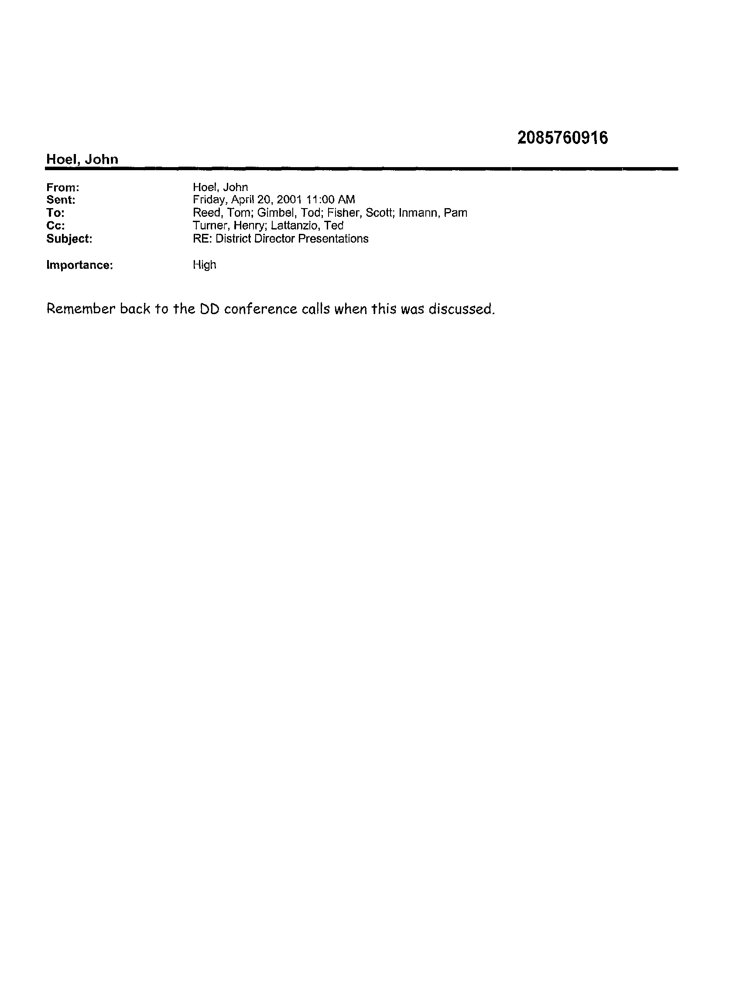 2085760916
Hoel, John
From: Hoel, John
Sent: Friday, April 20, 2001 11:00 AM
To: Reed, Tom; Gimbel, Tod; Fisher, Scott; Inmann, Pam
Cc: Turner, Henry; Lattanzio, Ted
Subject: RE: District Director Presentations
Importance: High
Remember back to the DD conference calls when this was discussed.